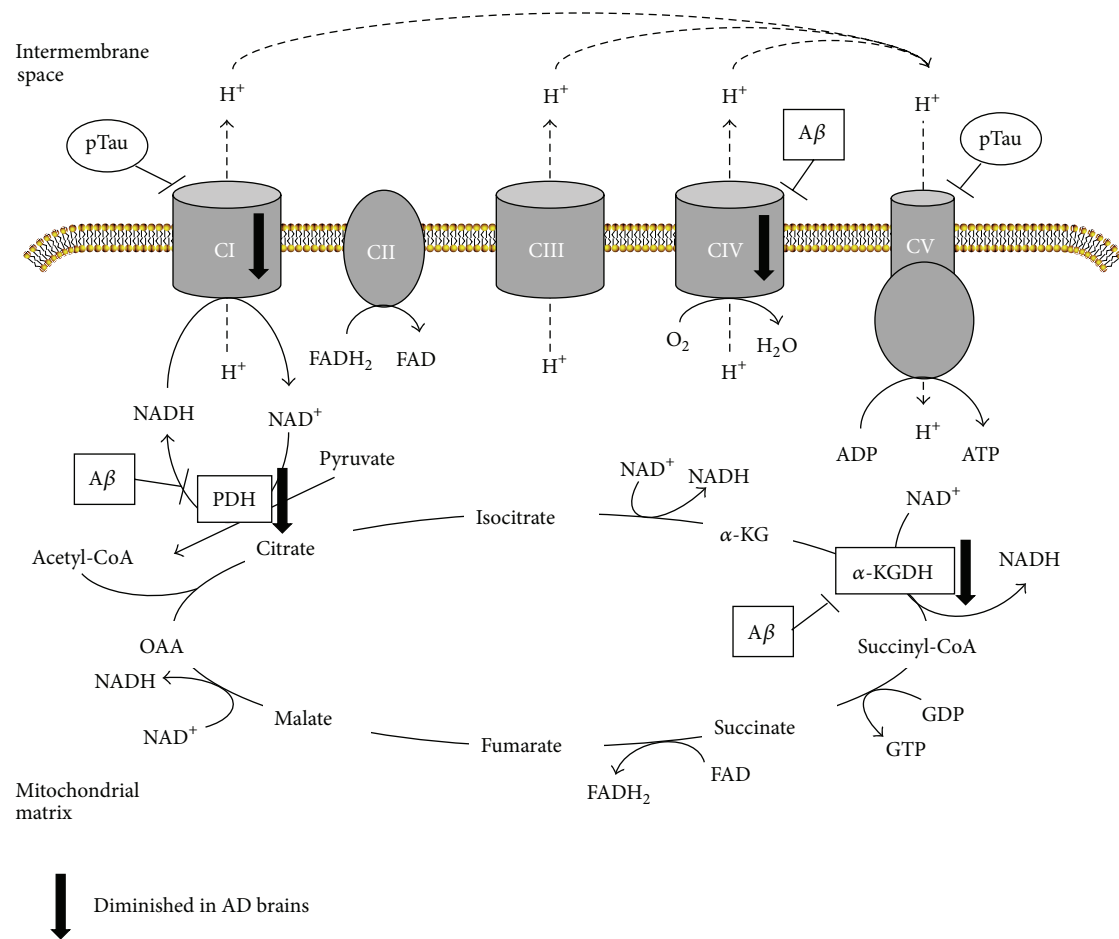 Intermembrane
space
H⁺
H⁺
H⁺
H⁺
pTau
Aβ
pTau
CI
CII
CIII
CIV
CV
FADH₂
FAD
H⁺
H⁺
O₂
H₂O
H⁺
NADH
NAD⁺
H⁺
ADP
ATP
Aβ
PDH
Pyruvate
NAD⁺
NADH
NAD⁺
Isocitrate
Acetyl-CoA
Citrate
α-KG
α-KGDH
NADH
Aβ
OAA
Succinyl-CoA
NADH
NAD⁺
Malate
Fumarate
Succinate
GDP
GTP
FADH₂
FAD
Mitochondrial
matrix
Diminished in AD brains